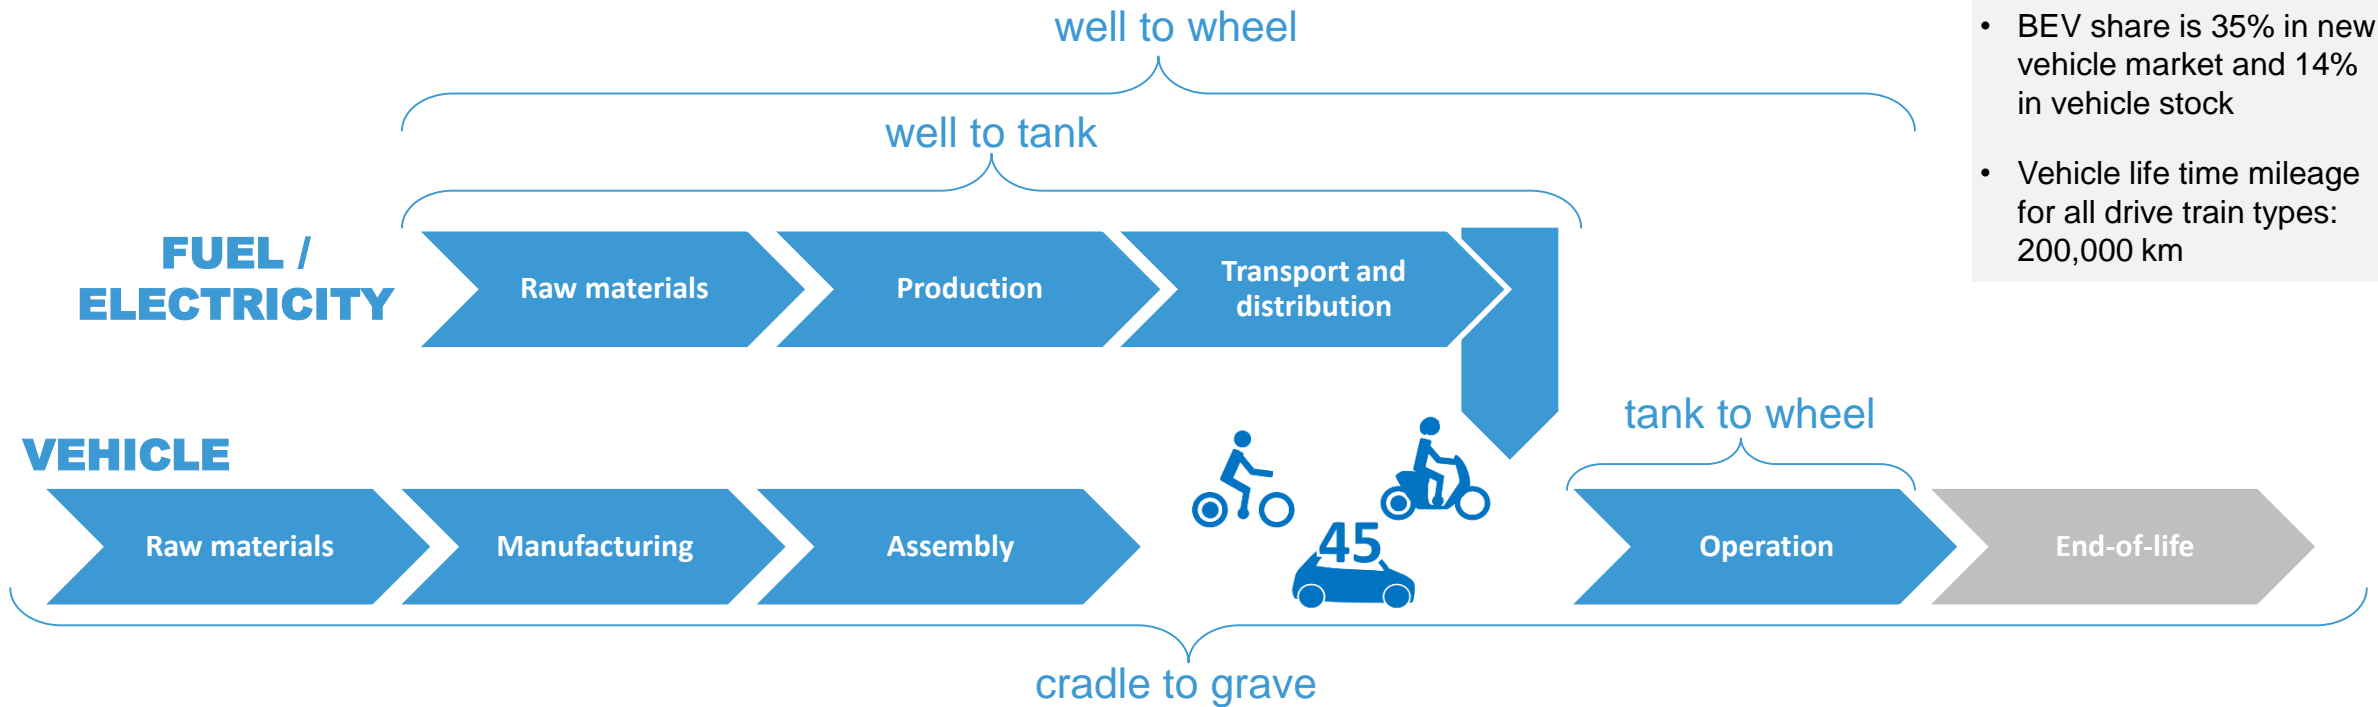 well to wheel
well to tank
• BEV share is 35% in new
vehicle market and 14%
in vehicle stock
• Vehicle life time mileage
for all drive train types:
200,000 km
FUEL /
ELECTRICITY
Raw materials
Production
Transport and
distribution
VEHICLE
tank to wheel
Raw materials
Manufacturing
Assembly
45
Operation
End-of-life
cradle to grave